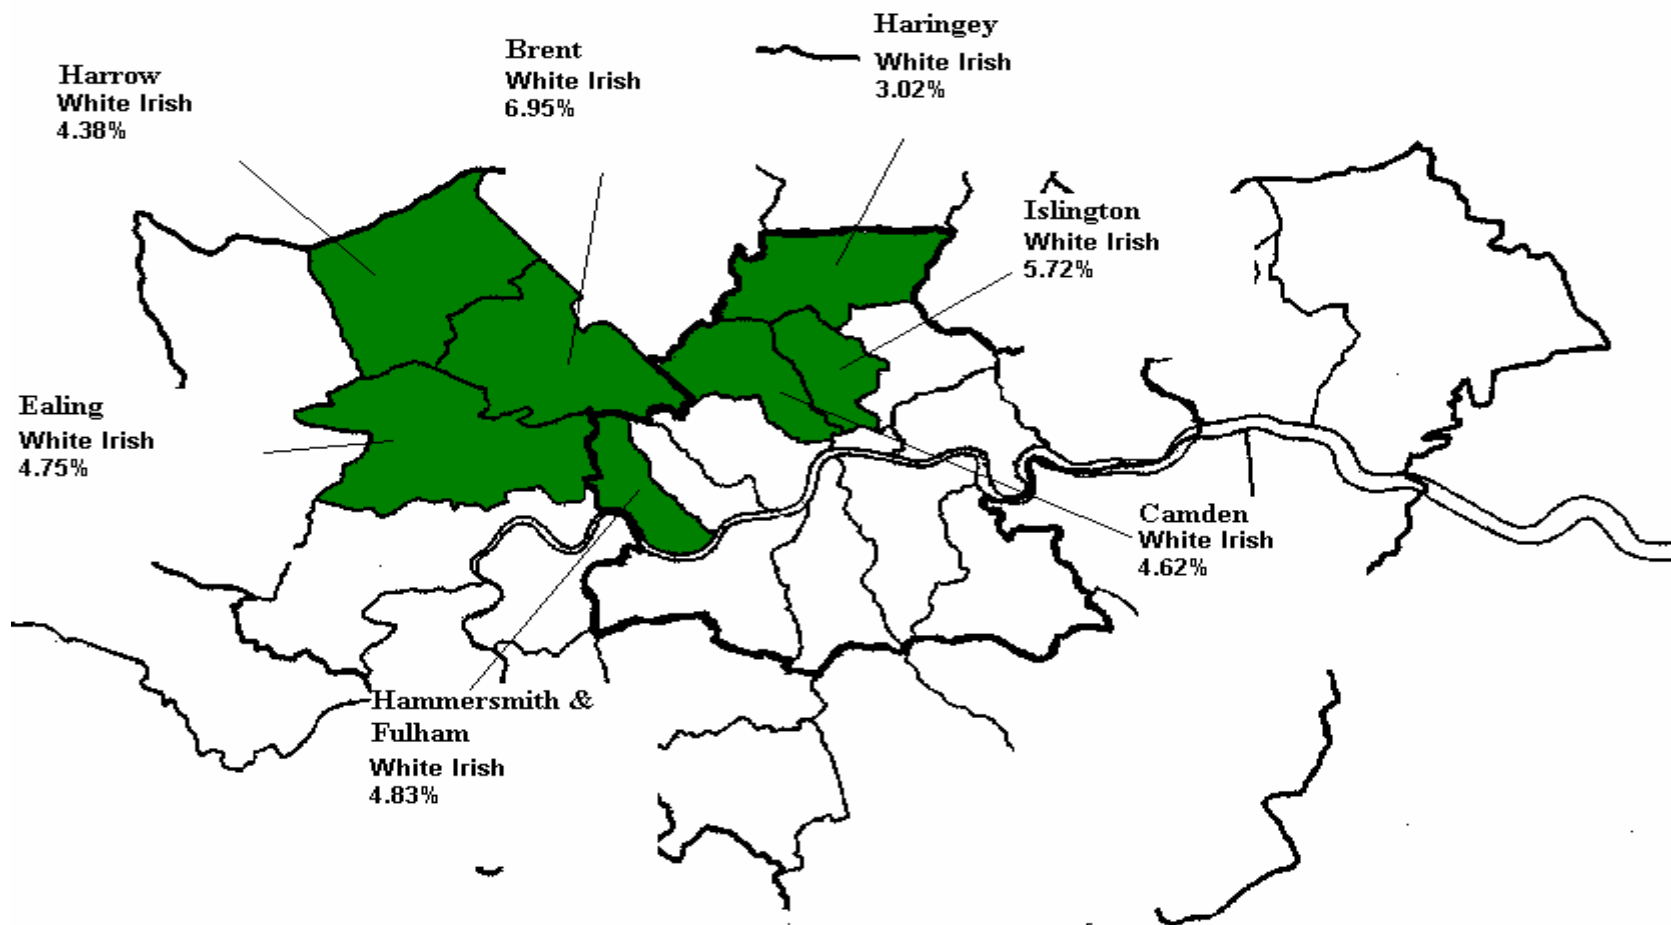 Haringey
White Irish
3.02%
Brent
White Irish
6.95%
Harrow
White Irish
4.38%
Islington
White Irish
5.72%
Ealing
White Irish
4.75%
Camden
White Irish
4.62%
Hammersmith &
Fulham
White Irish
4.83%